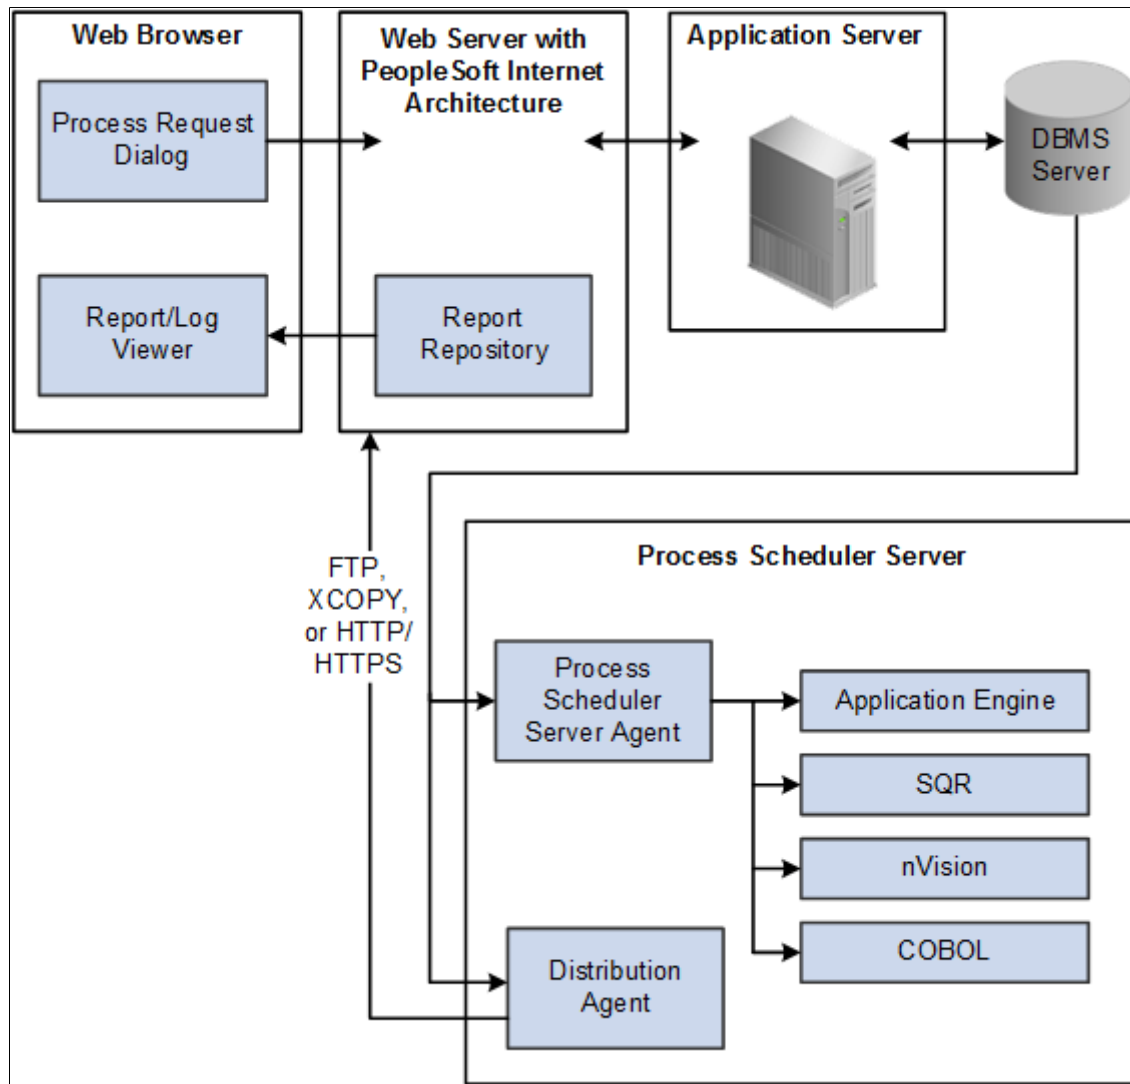 Web Browser
Process Request
Dialog
Report/Log
Viewer
Web Server with
PeopleSoft Internet
Architecture
Report
Repository
Application Server
DBMS
Server
FTP,
XCOPY,
or HTTP/
HTTPS
Process Scheduler Server
Process
Scheduler
Server Agent
Application Engine
SQR
nVision
COBOL
Distribution
Agent